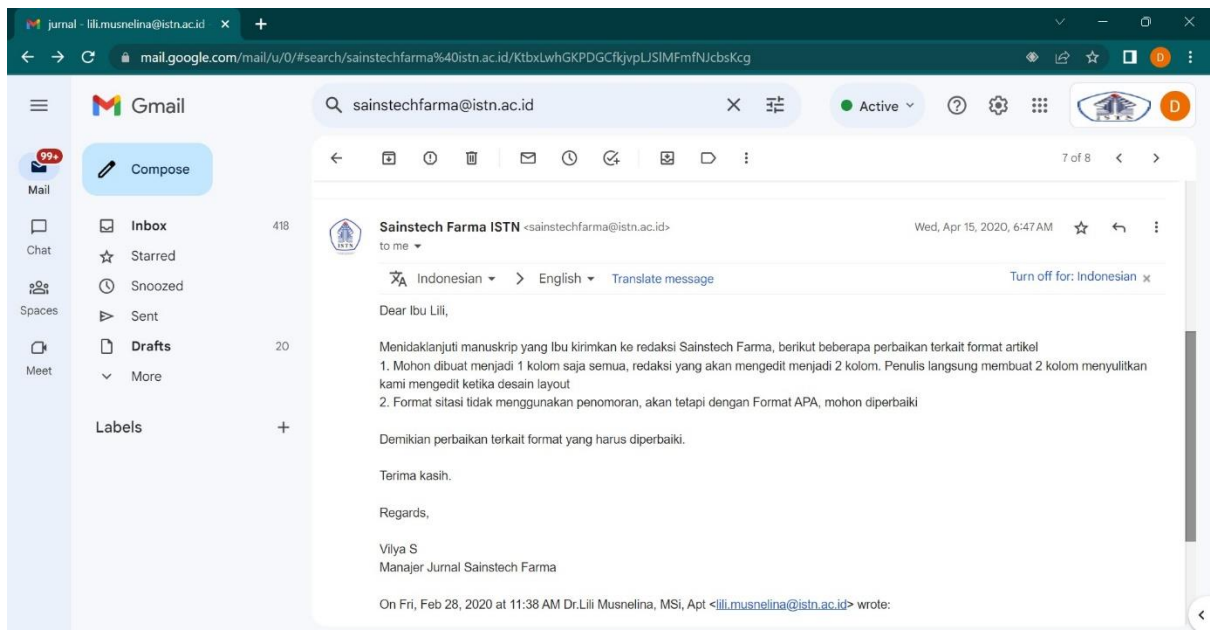 jurnal - lili.musnelina@istn.ac.id
mail.google.com/mail/u/0/#search/sainstechfarma%40istn.ac.id/KtbxLwhGKPDGCfkjvpLJSlMFmfNJcbsKcg
D
Gmail
sainstechfarma@istn.ac.id
Active
ISTN
D
99+
Mail
Compose
7 of 8
Chat
Inbox 418
Starred
Spaces
Snoozed
Sent
Meet
Drafts 20
More
Labels
Sainstech Farma ISTN <sainstechfarma@istn.ac.id>
Wed, Apr 15, 2020, 6:47 AM
to me
Indonesian > English Translate message
Turn off for: Indonesian x
Dear Ibu Lili,
Menidaklanjuti manuskrip yang Ibu kirimkan ke redaksi Sainstech Farma, berikut beberapa perbaikan terkait format artikel
1. Mohon dibuat menjadi 1 kolom saja semua, redaksi yang akan mengedit menjadi 2 kolom. Penulis langsung membuat 2 kolom menyulitkan
kami mengedit ketika desain layout
2. Format sitasi tidak menggunakan penomoran, akan tetapi dengan Format APA, mohon diperbaiki
Demikian perbaikan terkait format yang harus diperbaiki.
Terima kasih.
Regards,
Vilya S
Manajer Jurnal Sainstech Farma
On Fri, Feb 28, 2020 at 11:38 AM Dr.Lili Musnelina, MSi, Apt <lili.musnelina@istn.ac.id> wrote: